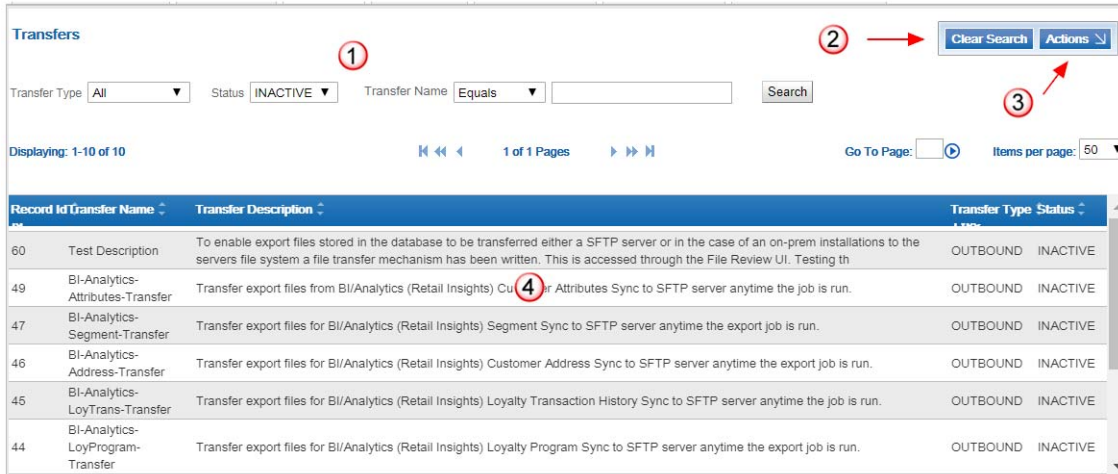 Transfers
2
Clear Search Actions
1
3
Transfer Type All Status INACTIVE Transfer Name Equals Search
Displaying: 1-10 of 10 1 of 1 Pages Go To Page: Items per page: 50
Record Id Transfer Name Transfer Description Transfer Type Status
60 Test Description To enable export files stored in the database to be transferred either a SFTP server or in the case of an on-prem installations to the
servers file system a file transfer mechanism has been written. This is accessed through the File Review UI. Testing th OUTBOUND INACTIVE
49 BI-Analytics-
Attributes-Transfer Transfer export files from BI/Analytics (Retail Insights) Cu 4 r Attributes Sync to SFTP server anytime the job is run. OUTBOUND INACTIVE
47 BI-Analytics-
Segment-Transfer Transfer export files for BI/Analytics (Retail Insights) Segment Sync to SFTP server anytime the export job is run. OUTBOUND INACTIVE
46 BI-Analytics-
Address-Transfer Transfer export files for BI/Analytics (Retail Insights) Customer Address Sync to SFTP server anytime the export job is run. OUTBOUND INACTIVE
45 BI-Analytics-
LoyTrans-Transfer Transfer export files for BI/Analytics (Retail Insights) Loyalty Transaction History Sync to SFTP server anytime the export job is run. OUTBOUND INACTIVE
44 BI-Analytics-
LoyProgram-
Transfer Transfer export files for BI/Analytics (Retail Insights) Loyalty Program Sync to SFTP server anytime the export job is run. OUTBOUND INACTIVE